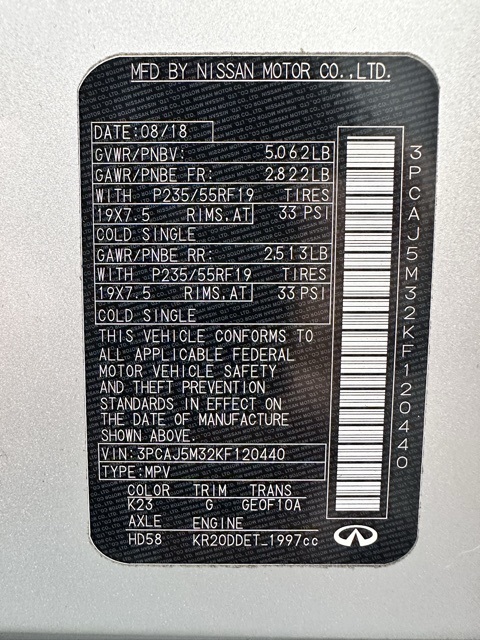 MFD BY NISSAN MOTOR CO.,LTD.
DATE:08/18
GVWR/PNBV: 5.062LB
GAWR/PNBE FR: 2.822LB
WITH P235/55RF19 TIRES
19X7.5 RIMS.AT 33 PSI
COLD SINGLE
GAWR/PNBE RR: 2.513LB
WITH P235/55RF19 TIRES
19X7.5 RIMS.AT 33 PSI
COLD SINGLE
THIS VEHICLE CONFORMS TO
ALL APPLICABLE FEDERAL
MOTOR VEHICLE SAFETY
AND THEFT PREVENTION
STANDARDS IN EFFECT ON
THE DATE OF MANUFACTURE
SHOWN ABOVE.
VIN:3PCAJ5M32KF120440
TYPE:MPV
COLOR TRIM TRANS
K23 G GE0F10A
AXLE ENGINE
HD58 KR20DDET_1997cc
3PCAJ5M32KF120440